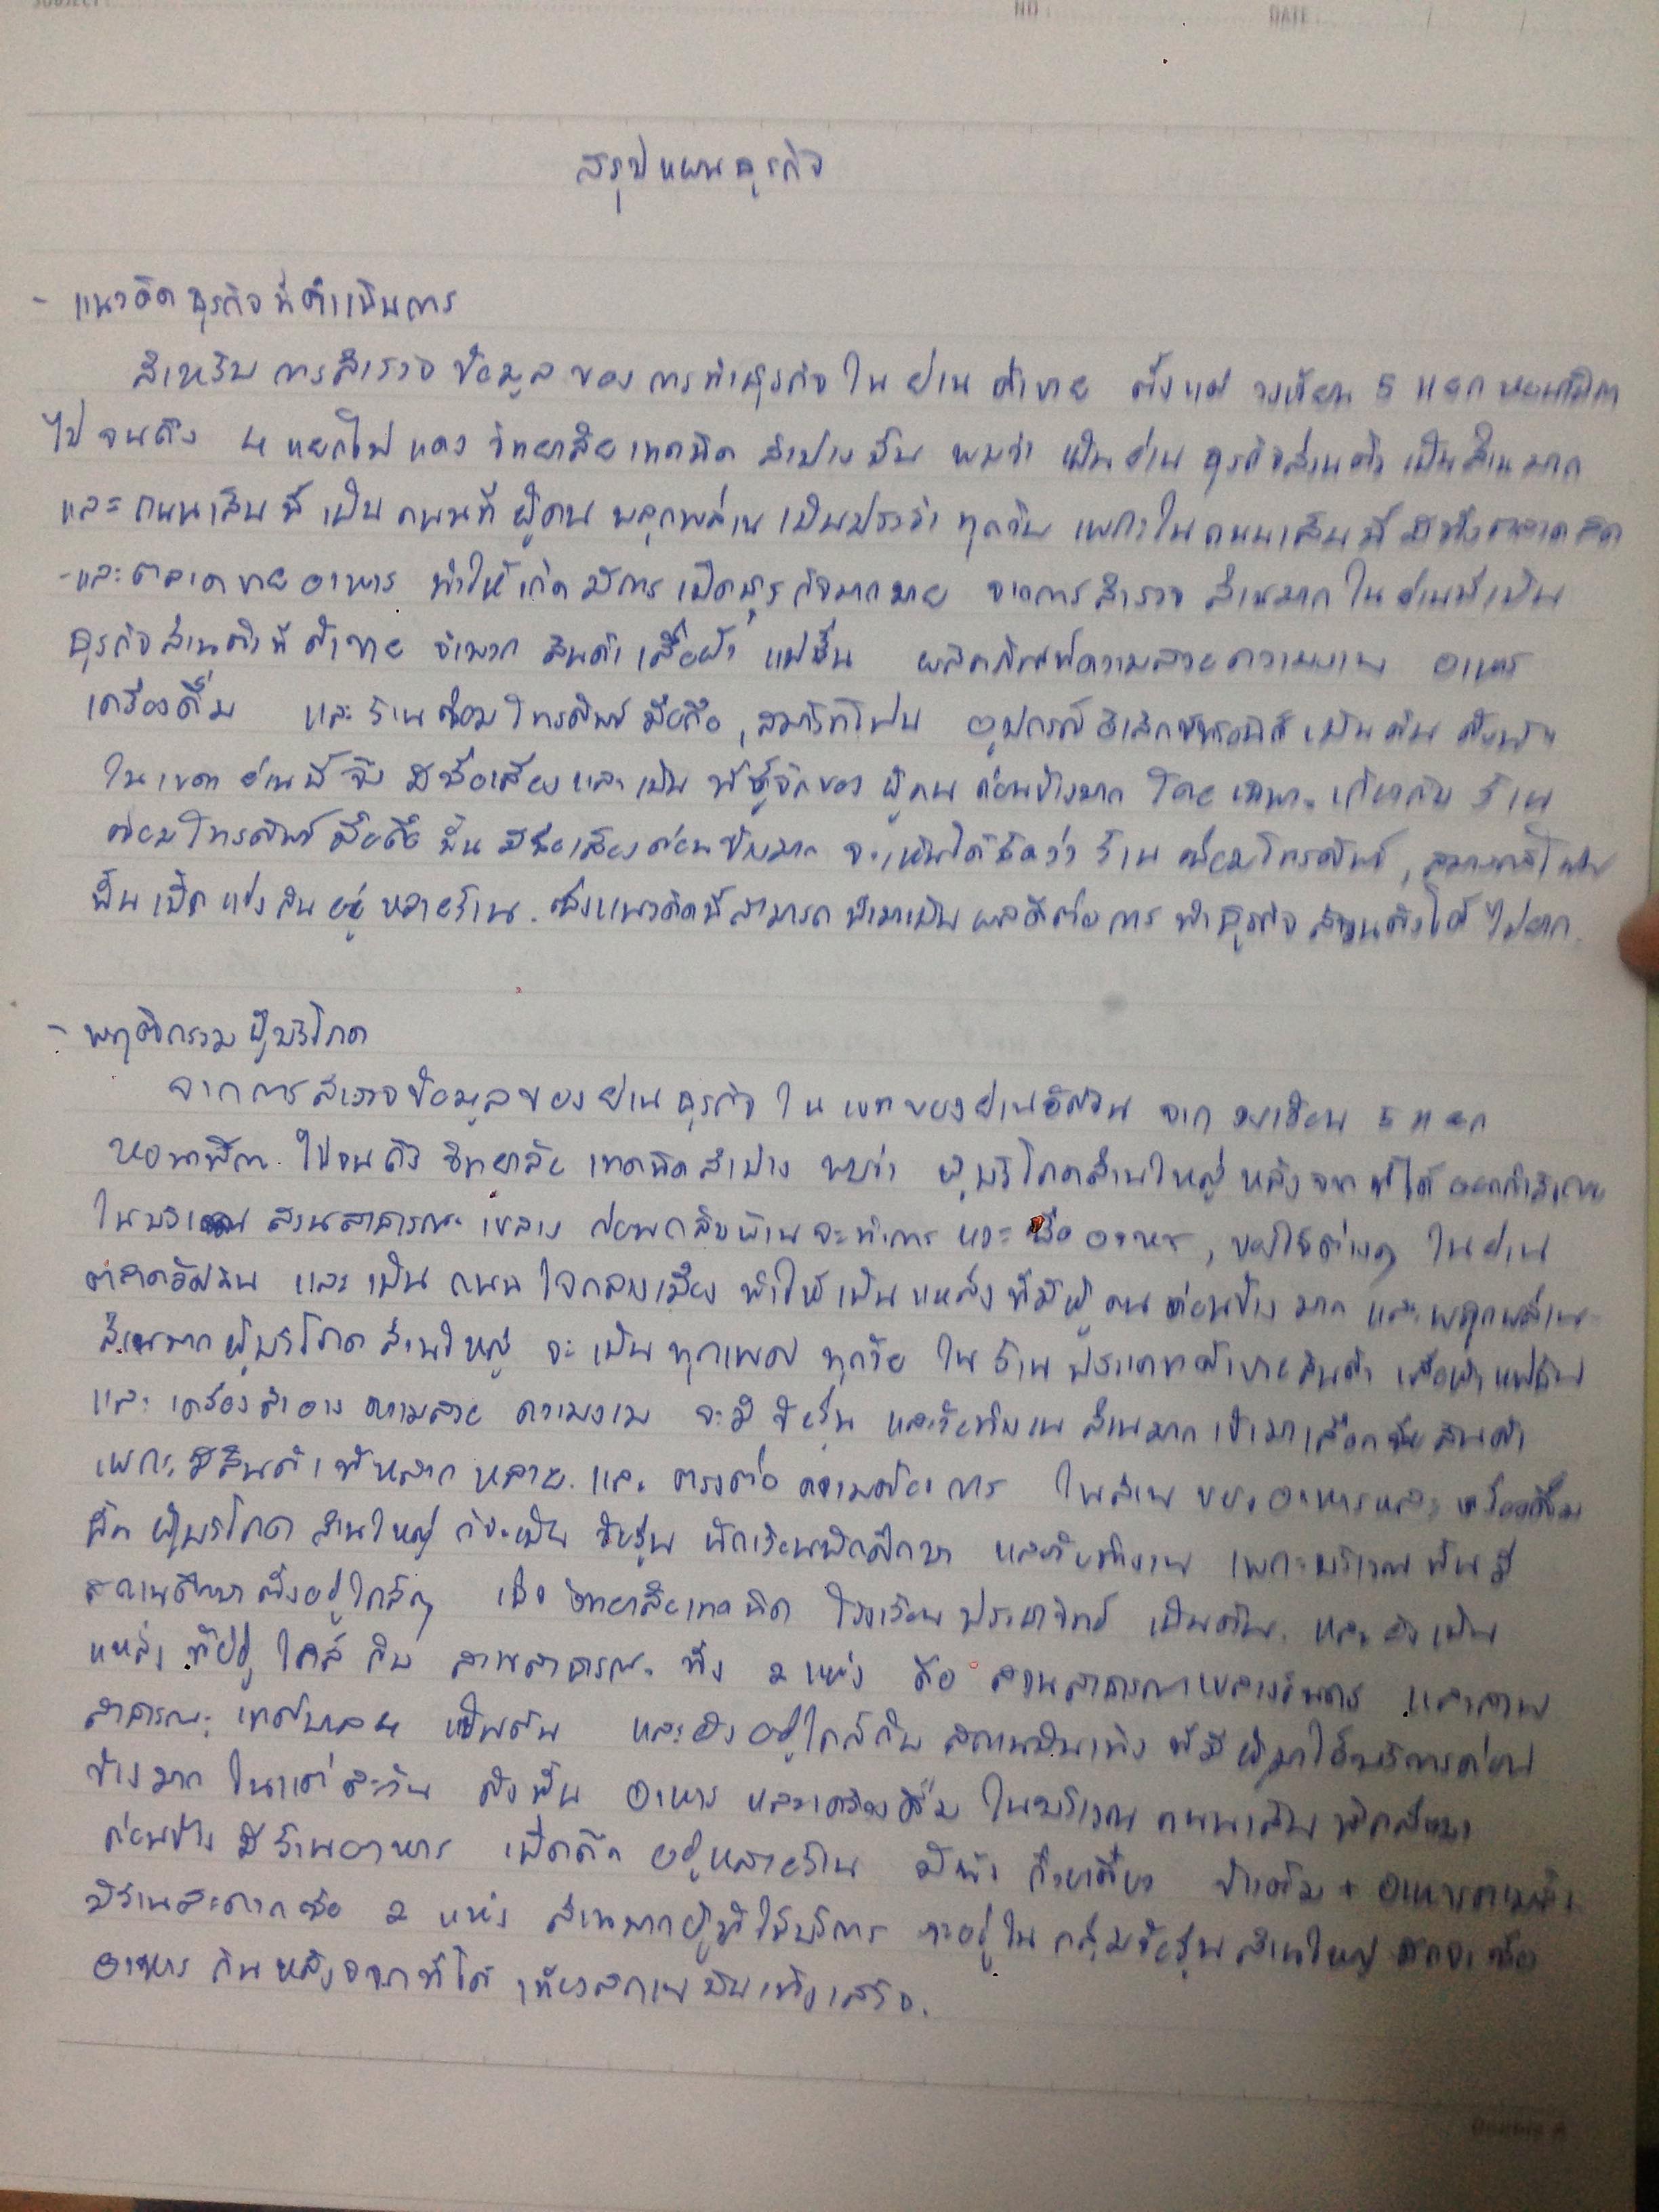 SUBJECT:
NO :
DATE : / /
สรุปแผนธุรกิจ
- แนวคิดธุรกิจที่ดำเนินการ
สำหรับ การสำรวจ ข้อมูล ของ การทำธุรกิจ ใน ย่าน ค้าขาย ตั้งแต่ วงเวียน 5 แยก หอนาฬิกา
ไป จนถึง 4 แยกไฟแดง วิทยาลัย เทคนิค ลำปางนั้น พบว่า เป็นย่าน ธุรกิจส่วนตัว เป็นส่วนมาก
และ ถนนเส้นนี้ เป็น ถนนที่ ผู้คน พลุกพล่าน เป็นประจำ ทุกวัน เพราะใน ถนนเส้นนี้ มีทั้งตลาดสด
และตลาดขายอาหาร ทำให้ เกิด มีการ เปิดธุรกิจมากมาย จากการสำรวจ ส่วนมาก ใน ย่านนี้เป็น
ธุรกิจส่วนตัวที่ ค้าขาย จำพวก สินค้า เสื้อผ้า แฟชั่น ผลิตภัณฑ์ความสวยความงาม อาหาร
เครื่องดื่ม และ ร้านซ่อมโทรศัพท์ มือถือ, สมาร์ทโฟน อุปกรณ์อิเล็กทรอนิกส์ เป็นต้น ดังนั้น
ในเขต ย่านนี้ จึง มีชื่อเสียงและ เป็น ที่รู้จักของ ผู้คน ค่อนข้างมาก โดยเฉพาะ เกี่ยวกับ ร้าน
ซ่อมโทรศัพท์มือถือ นั้น มีชื่อเสียงค่อนข้างมาก จะเห็นได้ชัดว่า ร้าน ซ่อมโทรศัพท์, สมาร์ทโฟน
นั้น เปิดแข่งกันอยู่ หลายร้าน. ซึ่งแนวคิดนี้สามารถ นำมาเป็น ผลดีต่อการ ทำธุรกิจ ส่วนตัวได้ ไม่ยาก.
- พฤติกรรม ผู้บริโภค
จากการ สำรวจข้อมูลของย่าน ธุรกิจ ใน เขตของย่านอัศวิน จาก วงเวียน 5 แยก
หอนาฬิกา ไปจนถึง วิทยาลัย เทคนิคลำปาง พบว่า ผู้บริโภคส่วนใหญ่ หลังจาก ที่ได้ ออกกำลังกาย
ในบริเวณ สวนสาธารณะ เขลางค์ ก่อนกลับบ้าน จะทำการ แวะ ซื้อ อาหาร, ของใช้ต่างๆ ในย่าน
ตลาดอัศวิน และ เป็น ถนน ใจกลางเมือง ทำให้เป็น แหล่ง ที่มีผู้คน ค่อนข้างมาก และพลุกพล่าน
ส่วนมาก ผู้บริโภค ส่วนใหญ่ จะ เป็น ทุกเพศ ทุกวัย ใน ร้าน ประเภทค้าขายสินค้า เสื้อผ้า แฟชั่น
และ เครื่องสำอาง ความสวย ความงาม จะมี วัยรุ่น และวัยทำงาน ส่วนมาก เข้ามาเลือกซื้อ สินค้า
เพราะ มีสินค้า ที่หลาก หลาย และ ตรงต่อ ความต้องการ ในส่วน ของ อาหารและ เครื่องดื่ม
นั้น ผู้บริโภค ส่วนใหญ่ ก็จะเป็น วัยรุ่น นักเรียนนักศึกษา และวัยทำงาน เพราะบริเวณนั้นมี
สถานศึกษา ตั้งอยู่ ใกล้ๆ เช่น วิทยาลัยเทคนิค โรงเรียน ประชาวิทย์ เป็นต้น และยังเป็น
แหล่ง ที่อยู่ ใกล้ กับ สวนสาธารณะ ทั้ง 2 แห่ง คือ สวนสาธารณะเขลางค์นคร และสวน
สาธารณะ เทศบาล 4 เป็นต้น และยังอยู่ใกล้กับ สถานบันเทิง ที่มี ผู้มาใช้บริการค่อน
ข้างมาก ในแต่ละวัน ดังนั้น อาหาร และเครื่องดื่ม ในบริเวณ ถนนเส้น
ค่อนข้าง มีร้านอาหาร เปิดดึก อยู่หลายร้าน มีทั้ง ก๋วยเตี๋ยว ข้าวต้ม + อาหารตามสั่ง
มีร้านสะดวกซื้อ 2 แห่ง ส่วนมากผู้ที่ใช้บริการ จะอยู่ใน กลุ่มวัยรุ่น ส่วนใหญ่ มักจะซื้อ
อาหาร กินหลังจากที่ได้ เที่ยวสถานบันเทิงเสร็จ.
Double A